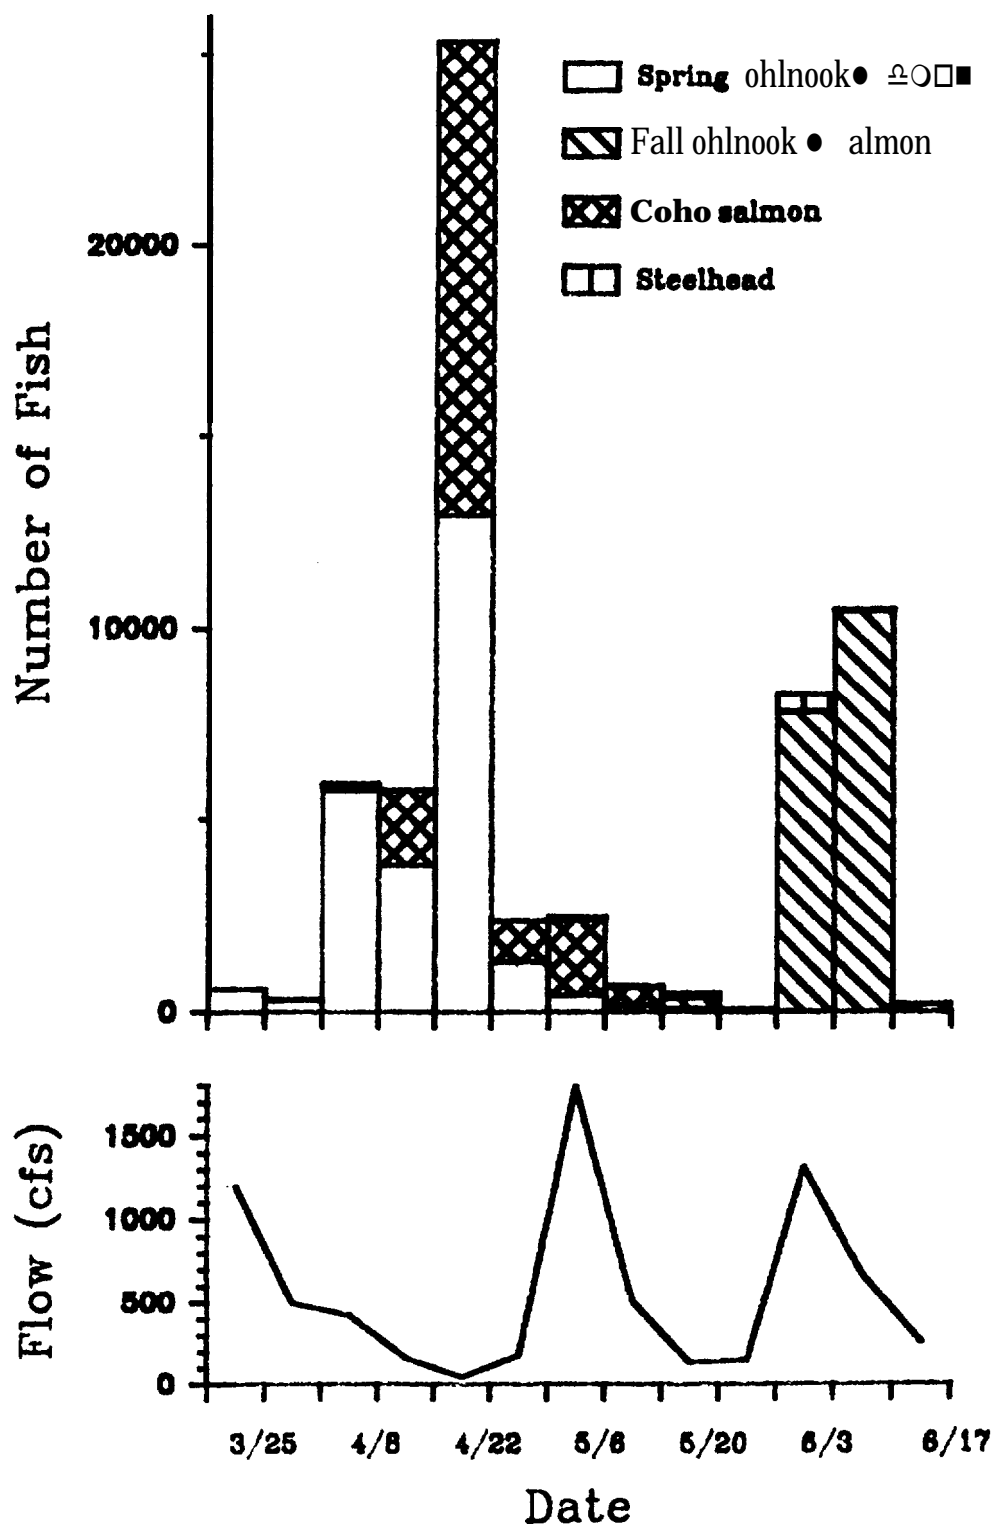 Spring ohlnook● ♎❍□■
Fall ohlnook ● almon
Coho salmon
Steelhead
Number of Fish
20000
10000
0
Flow (cfs)
1500
1000
500
0
3/25 4/8 4/22 5/6 5/20 6/3 6/17
Date